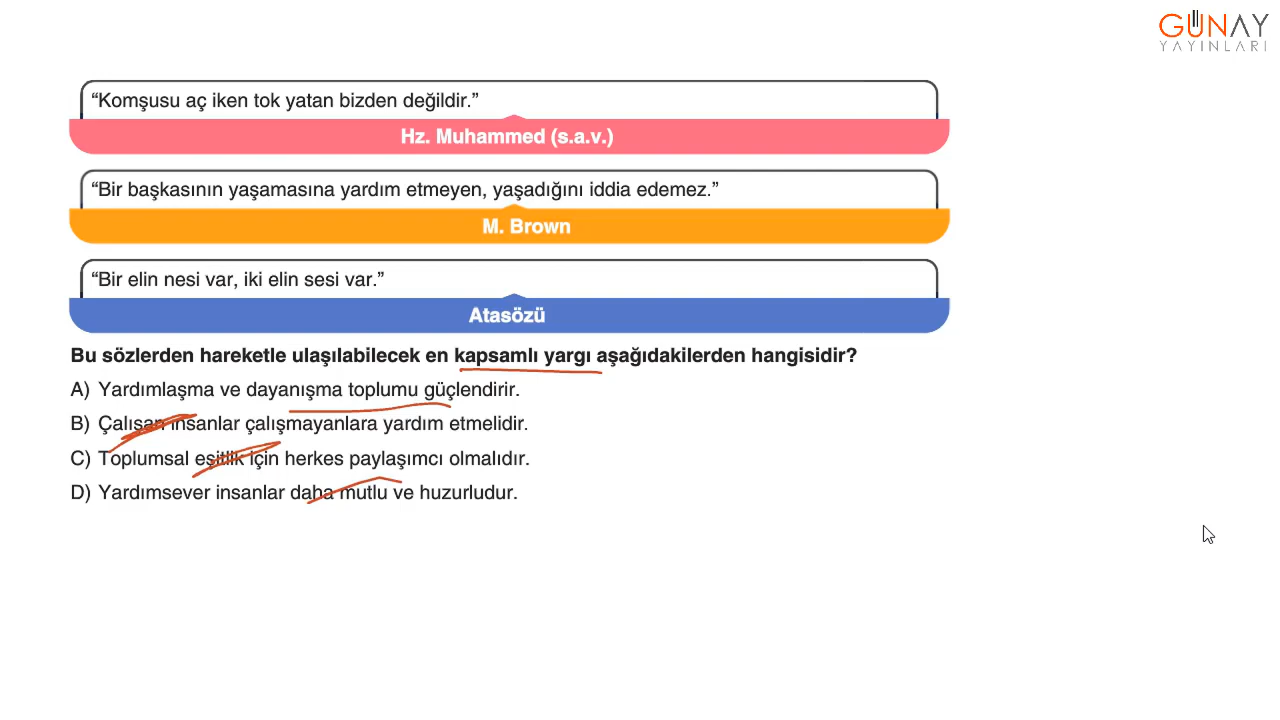 GÜNAY
YAYINLARI
“Komşusu aç iken tok yatan bizden değildir.”
Hz. Muhammed (s.a.v.)
“Bir başkasının yaşamasına yardım etmeyen, yaşadığını iddia edemez.”
M. Brown
“Bir elin nesi var, iki elin sesi var.”
Atasözü
Bu sözlerden hareketle ulaşılabilecek en kapsamlı yargı aşağıdakilerden hangisidir?
A) Yardımlaşma ve dayanışma toplumu güçlendirir.
B) Çalışan insanlar çalışmayanlara yardım etmelidir.
C) Toplumsal eşitlik için herkes paylaşımcı olmalıdır.
D) Yardımsever insanlar daha mutlu ve huzurludur.